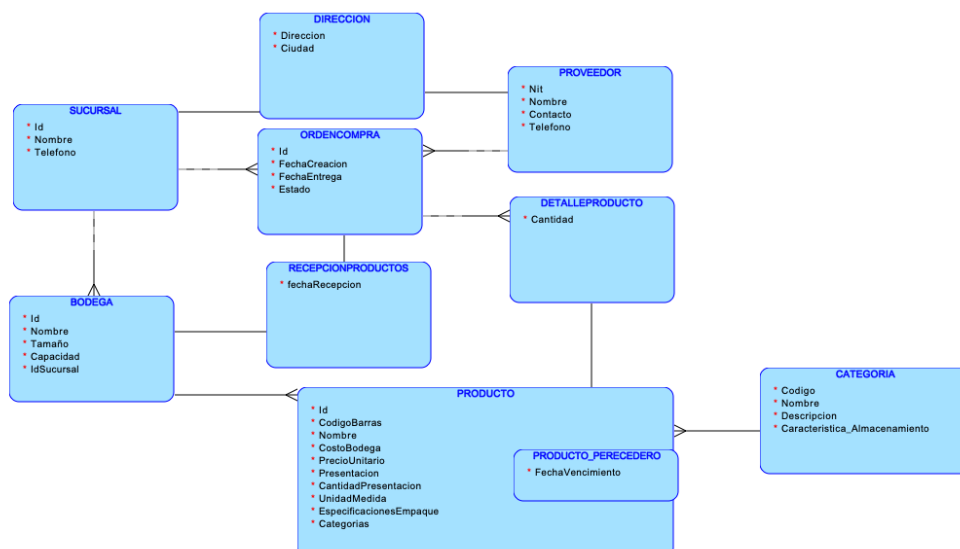 DIRECCION
* Direccion
* Ciudad
PROVEEDOR
* Nit
* Nombre
* Contacto
* Telefono
SUCURSAL
* Id
* Nombre
* Telefono
ORDENCOMPRA
* Id
* FechaCreacion
* FechaEntrega
* Estado
DETALLEPRODUCTO
* Cantidad
RECEPCIONPRODUCTOS
* fechaRecepcion
BODEGA
* Id
* Nombre
* Tamaño
* Capacidad
* IdSucursal
PRODUCTO
* Id
* CodigoBarras
* Nombre
* CostoBodega
* PrecioUnitario
* Presentacion
* CantidadPresentacion
* UnidadMedida
* EspecificacionesEmpaque
* Categorias
PRODUCTO_PERECEDERO
* FechaVencimiento
CATEGORIA
* Codigo
* Nombre
* Descripcion
* Caracteristica_Almacenamiento